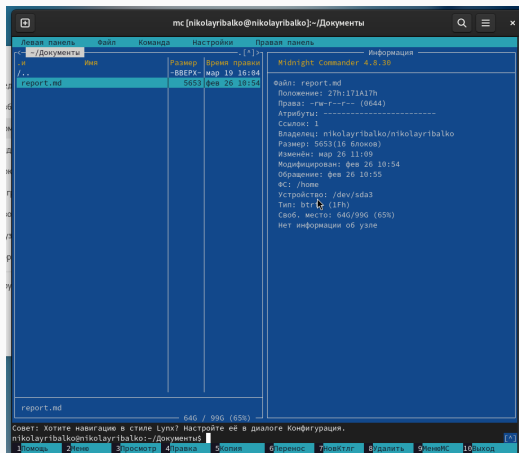 mc [nikolayribalko@nikolayribalko]:~/Документы
Левая панель Файл Команда Настройки Правая панель
~/Документы .[^]>
.и Имя Размер Время правки
/.. -ВВЕРХ- мар 19 16:04
report.md 5653 фев 26 10:54
report.md
64G / 99G (65%)
Информация
Midnight Commander 4.8.30
Файл: report.md
Положение: 27h:171A17h
Права: -rw-r--r-- (0644)
Атрибуты: ----------------------
Ссылок: 1
Владелец: nikolayribalko/nikolayribalko
Размер: 5653(16 блоков)
Изменён: мар 26 11:09
Модифицирован: фев 26 10:54
Обращение: фев 26 10:55
ФС: /home
Устройство: /dev/sda3
Тип: btrfs (1Fh)
Своб. место: 64G/99G (65%)
Нет информации об узле
Совет: Хотите навигацию в стиле Lynx? Настройте её в диалоге Конфигурация.
nikolayribalko@nikolayribalko:~/Документы$ [^]
1Помощь 2Меню 3Просмотр 4Правка 5Копия 6Перенос 7НовКтлг 8Удалить 9МенюMC 10Выход